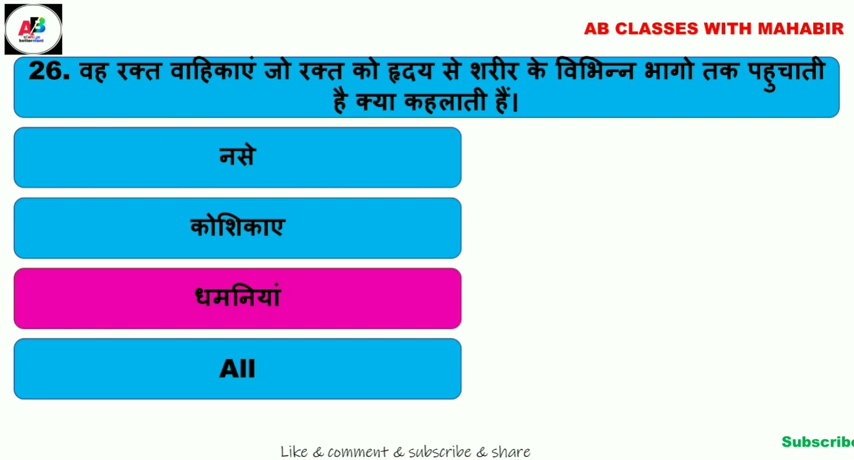 AB CLASSES WITH MAHABIR
26. वह रक्त वाहिकाएं जो रक्त को हृदय से शरीर के विभिन्न भागो तक पहुचाती
है क्या कहलाती हैं।
नसे
कोशिकाए
धमनियां
All
Subscribe
Like & comment & subscribe & share